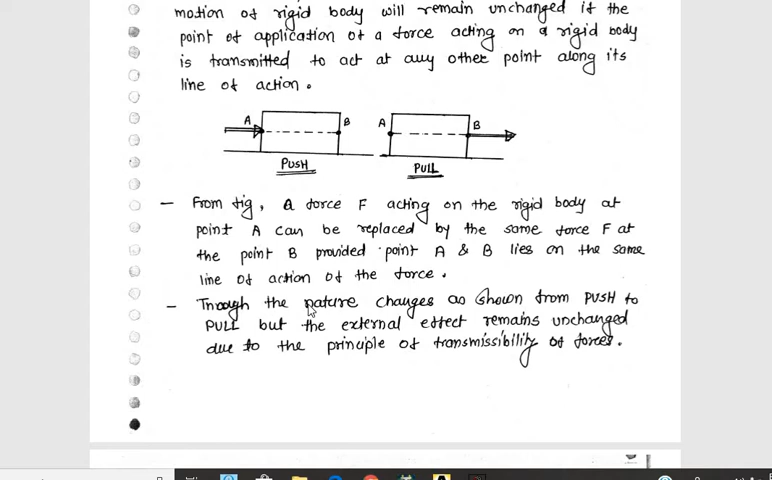 motion of rigid body will remain unchanged if the
point of application of a force acting on a rigid body
is transmitted to act at any other point along its
line of action.
A B A B
PUSH PULL
- From fig, a force F acting on the rigid body at
point A can be replaced by the same force F at
the point B provided point A & B lies on the same
line of action of the force.
- Through the nature changes as shown from PUSH to
PULL but the external effect remains unchanged
due to the principle of transmissibility of forces.